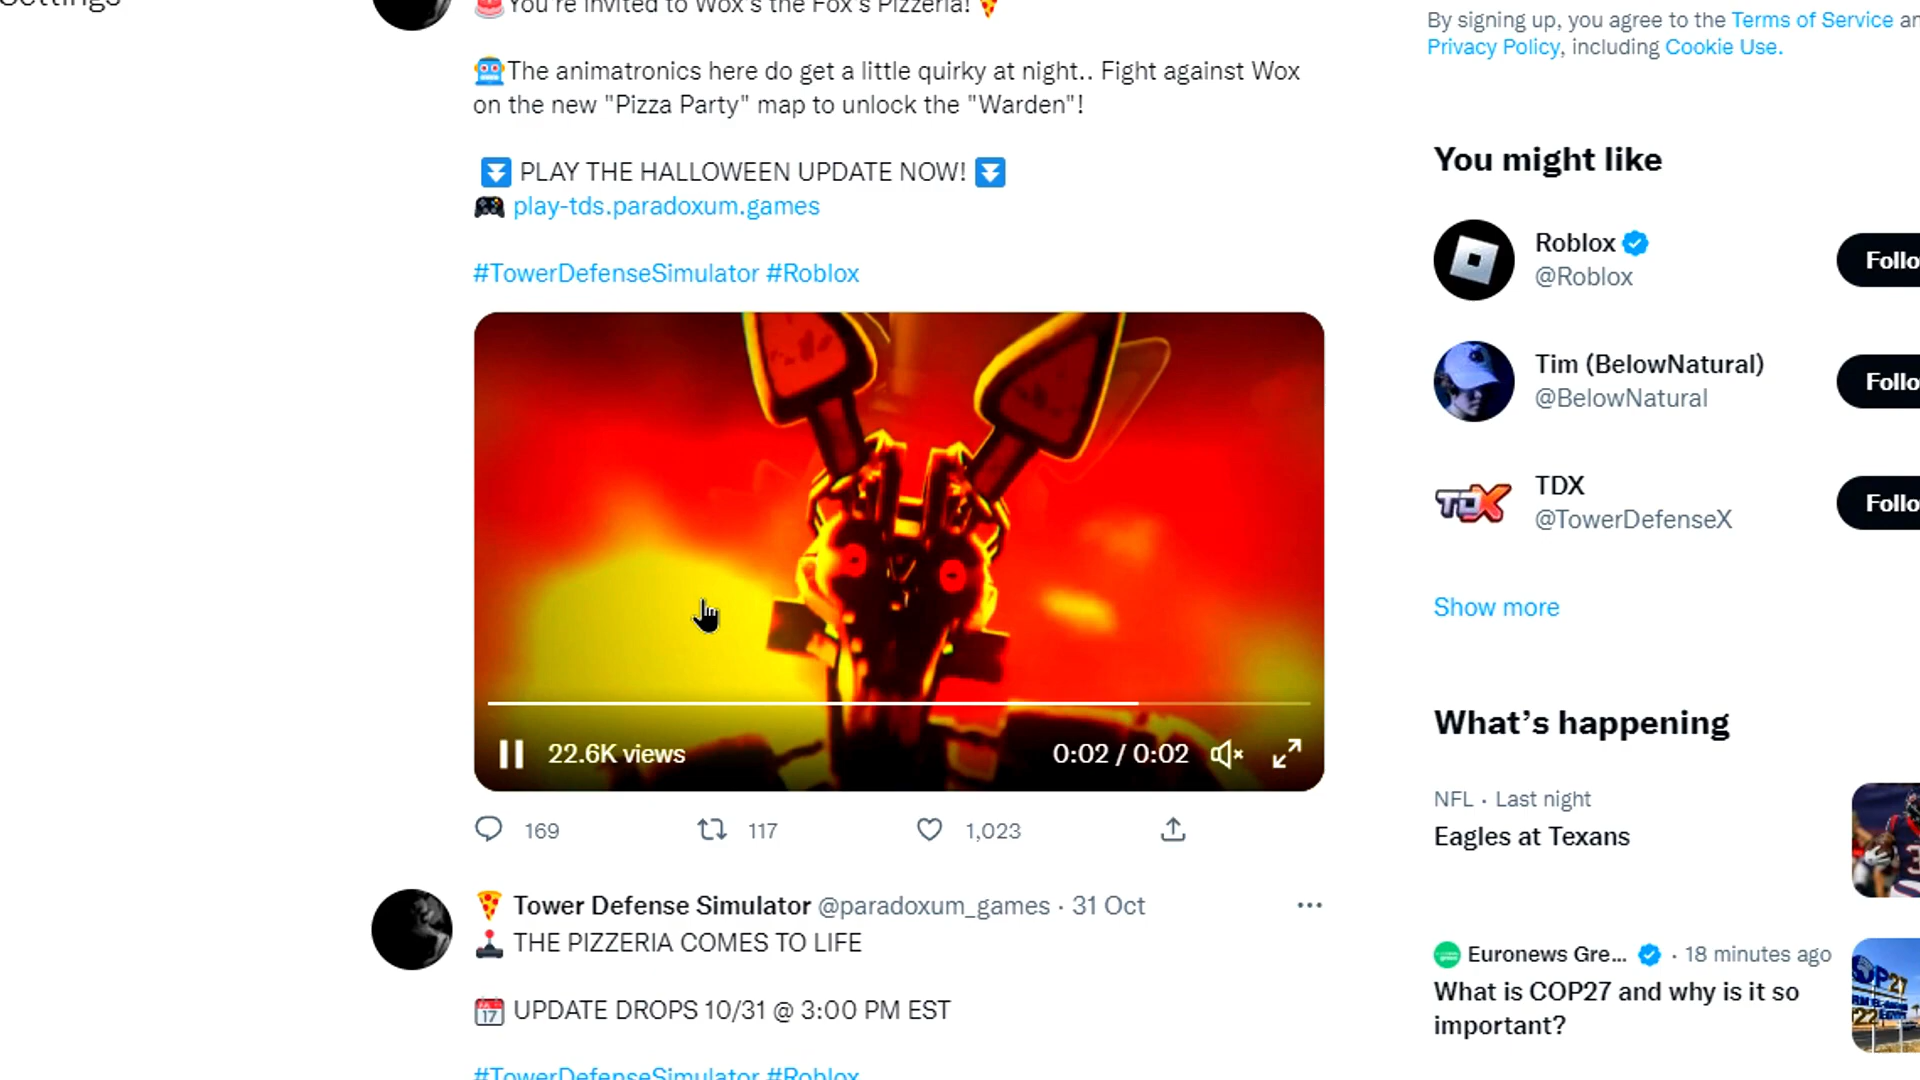 Settings
You're invited to Wox's the Fox's Pizzeria!
The animatronics here do get a little quirky at night.. Fight against Wox
on the new "Pizza Party" map to unlock the "Warden"!
PLAY THE HALLOWEEN UPDATE NOW!
play-tds.paradoxum.games
#TowerDefenseSimulator #Roblox
22.6K views
0:02 / 0:02
169
117
1,023
Tower Defense Simulator @paradoxum_games · 31 Oct
THE PIZZERIA COMES TO LIFE
17 UPDATE DROPS 10/31 @ 3:00 PM EST
#TowerDefenseSimulator #Roblox
By signing up, you agree to the Terms of Service an
Privacy Policy, including Cookie Use.
You might like
Roblox
@Roblox
Follo
Tim (BelowNatural)
@BelowNatural
Follo
TDX
TDX
@TowerDefenseX
Follo
Show more
What's happening
NFL · Last night
Eagles at Texans
Euronews Gre... · 18 minutes ago
What is COP27 and why is it so
important?